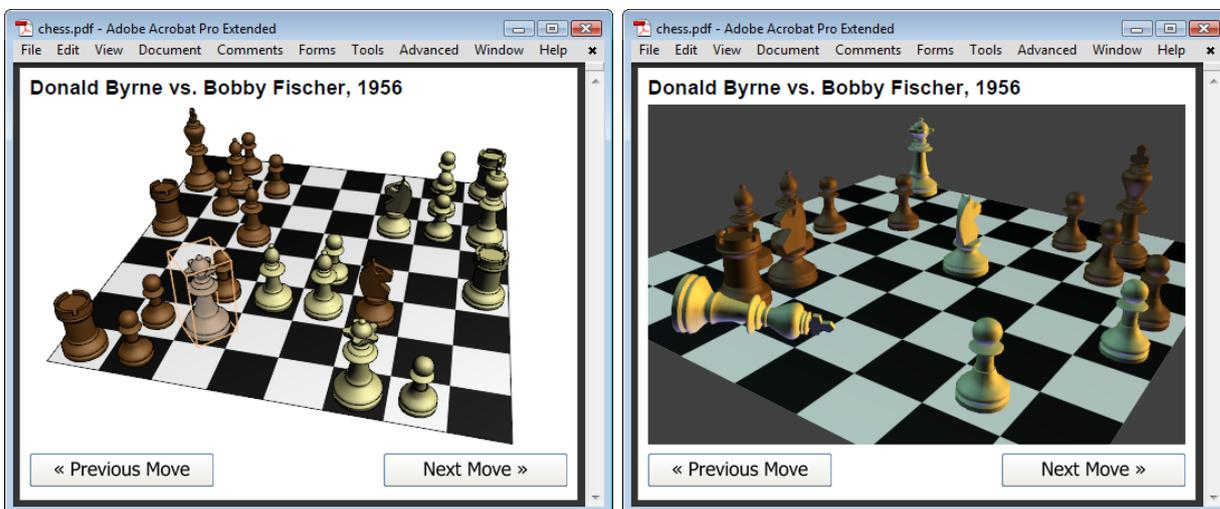 chess.pdf - Adobe Acrobat Pro Extended
File Edit View Document Comments Forms Tools Advanced Window Help
Donald Byrne vs. Bobby Fischer, 1956
« Previous Move
Next Move »
chess.pdf - Adobe Acrobat Pro Extended
File Edit View Document Comments Forms Tools Advanced Window Help
Donald Byrne vs. Bobby Fischer, 1956
« Previous Move
Next Move »